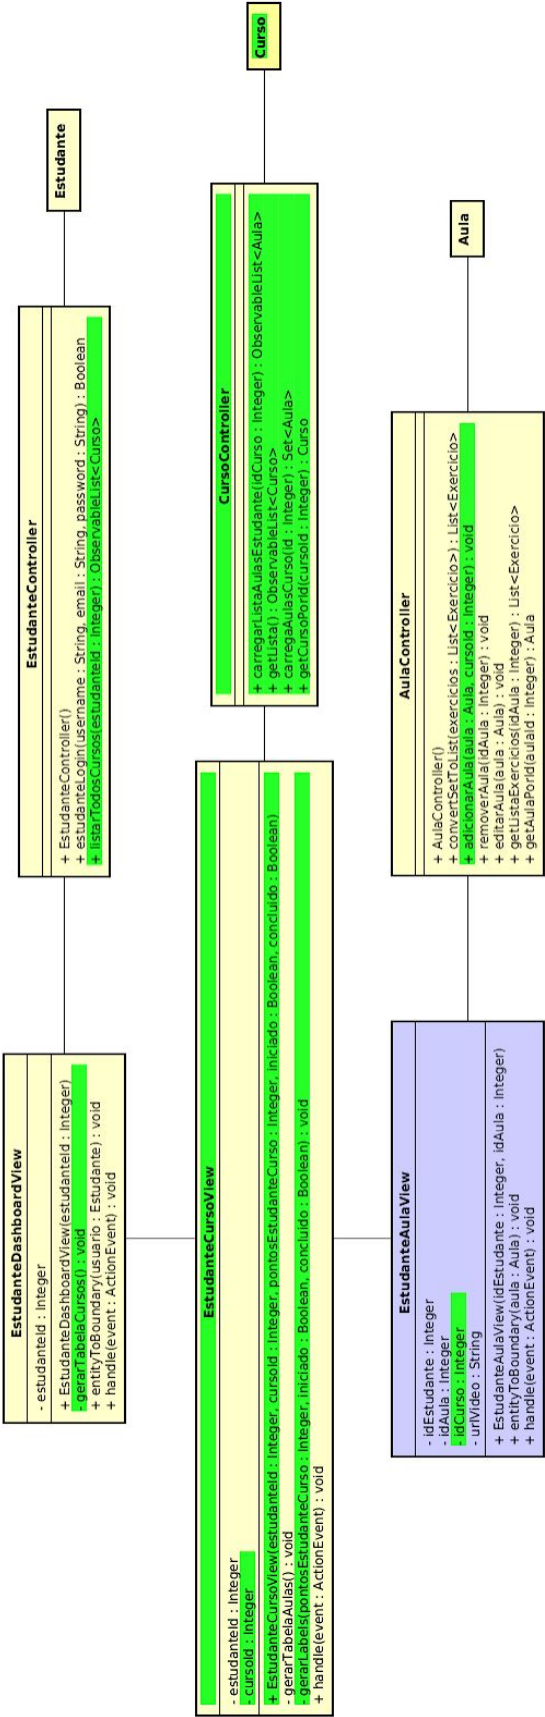 EstudanteDashboardView
- estudanteId : Integer
+ EstudanteDashboardView(estudanteId : Integer)
- gerarTabelaCursos() : void
+ entityToBoundary(usuario : Estudante) : void
+ handle(event : ActionEvent) : void
EstudanteController
+ EstudanteController()
+ estudanteLogin(username : String, email : String, password : String) : Boolean
+ listarTodosCursos(estudanteId : Integer) : ObservableList<Curso>
Estudante
EstudanteCursoView
- estudanteId : Integer
- cursoId : Integer
+ EstudanteCursoView(estudanteId : Integer, cursoId : Integer, pontosEstudanteCurso : Integer, iniciado : Boolean, concluido : Boolean)
- gerarTabelaAulas() : void
- gerarLabels(pontosEstudanteCurso : Integer, iniciado : Boolean, concluido : Boolean) : void
+ handle(event : ActionEvent) : void
CursoController
+ carregarListaAulasEstudante(idCurso : Integer) : ObservableList<Aula>
+ getLista() : ObservableList<Curso>
+ carregaAulasCurso(id : Integer) : Set<Aula>
+ getCursoPorId(cursoId : Integer) : Curso
Curso
EstudanteAulaView
- idEstudante : Integer
- idAula : Integer
- idCurso : Integer
- urlVideo : String
+ EstudanteAulaView(idEstudante : Integer, idAula : Integer)
+ entityToBoundary(aula : Aula) : void
+ handle(event : ActionEvent) : void
AulaController
+ AulaController()
+ convertSetToList(exercicios : List<Exercicio>) : List<Exercicio>
+ adicionarAula(aula : Aula, cursoId : Integer) : void
+ removerAula(idAula : Integer) : void
+ editarAula(aula : Aula) : void
+ getListaExercicios(idAula : Integer) : List<Exercicio>
+ getAulaPorId(aulaId : Integer) : Aula
Aula